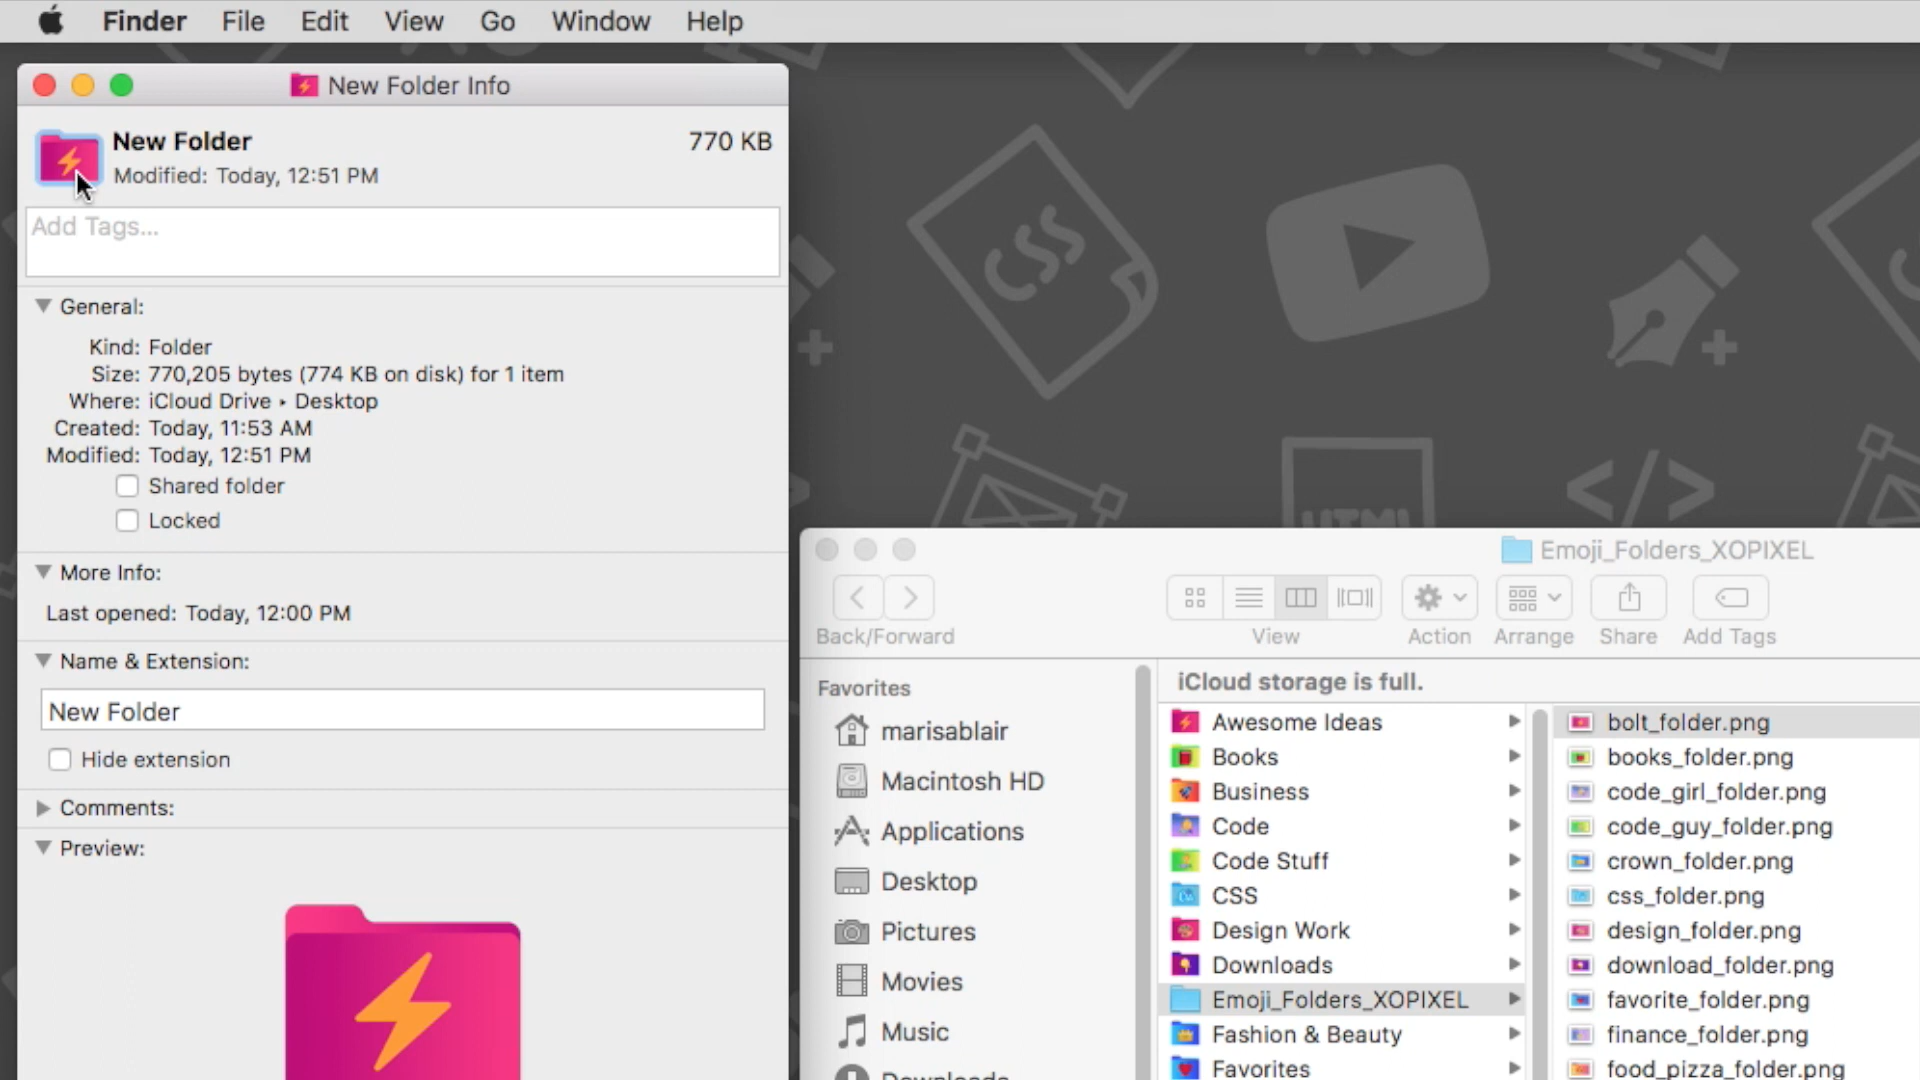 Finder File Edit View Go Window Help
New Folder Info
New Folder 770 KB
Modified: Today, 12:51 PM
Add Tags...
General:
Kind: Folder
Size: 770,205 bytes (774 KB on disk) for 1 item
Where: iCloud Drive ‣ Desktop
Created: Today, 11:53 AM
Modified: Today, 12:51 PM
Shared folder
Locked
More Info:
Last opened: Today, 12:00 PM
Name & Extension:
New Folder
Hide extension
Comments:
Preview:
CSS
HTML
</>
Emoji_Folders_XOPIXEL
Back/Forward View Action Arrange Share Add Tags
Favorites
marisablair
Macintosh HD
Applications
Desktop
Pictures
Movies
Music
Downloads
iCloud storage is full.
Awesome Ideas
Books
Business
Code
Code Stuff
CSS
Design Work
Downloads
Emoji_Folders_XOPIXEL
Fashion & Beauty
Favorites
bolt_folder.png
books_folder.png
code_girl_folder.png
code_guy_folder.png
crown_folder.png
css_folder.png
design_folder.png
download_folder.png
favorite_folder.png
finance_folder.png
food_pizza_folder.png